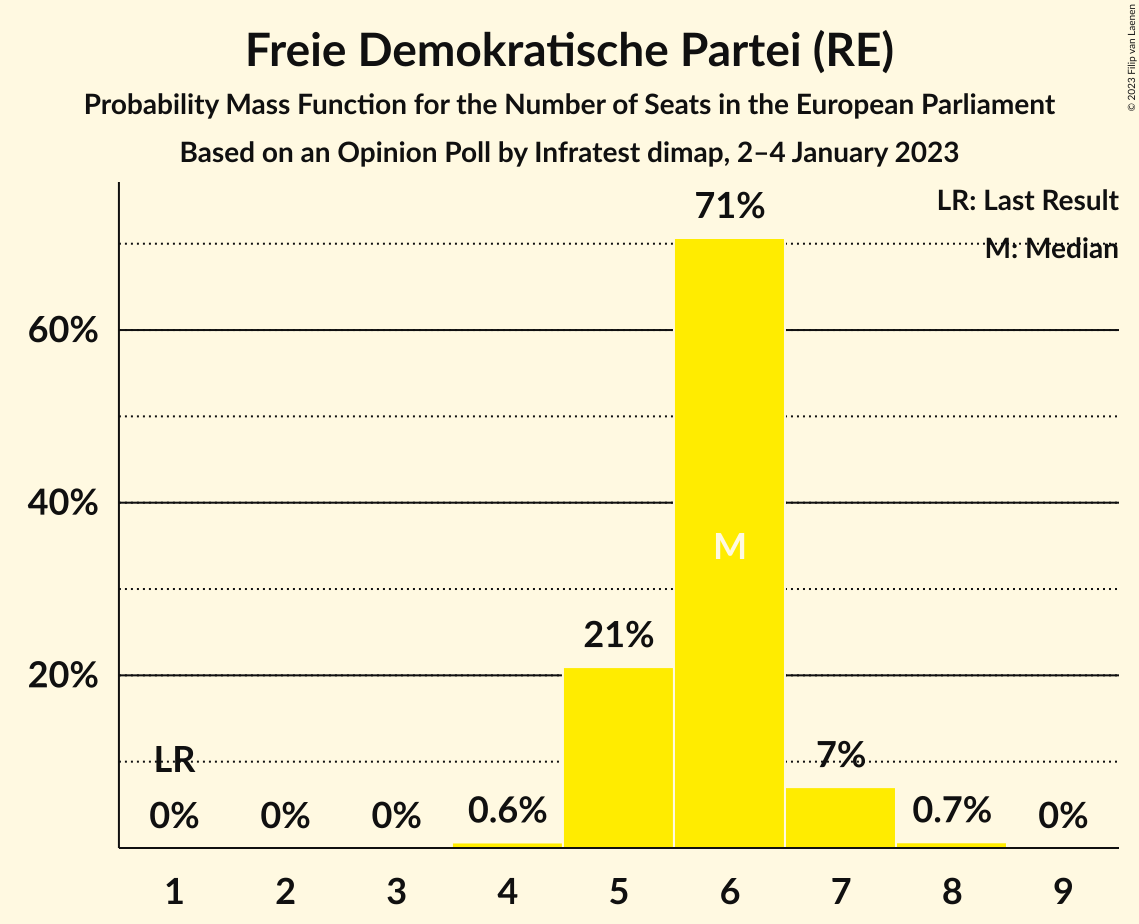 Freie Demokratische Partei (RE)
Probability Mass Function for the Number of Seats in the European Parliament
Based on an Opinion Poll by Infratest dimap, 2–4 January 2023
© 2023 Filip van Laenen
LR: Last Result
M: Median
71%
60%
40%
M
21%
20%
LR
7%
0%
0%
0%
0.6%
0.7%
0%
1
2
3
4
5
6
7
8
9